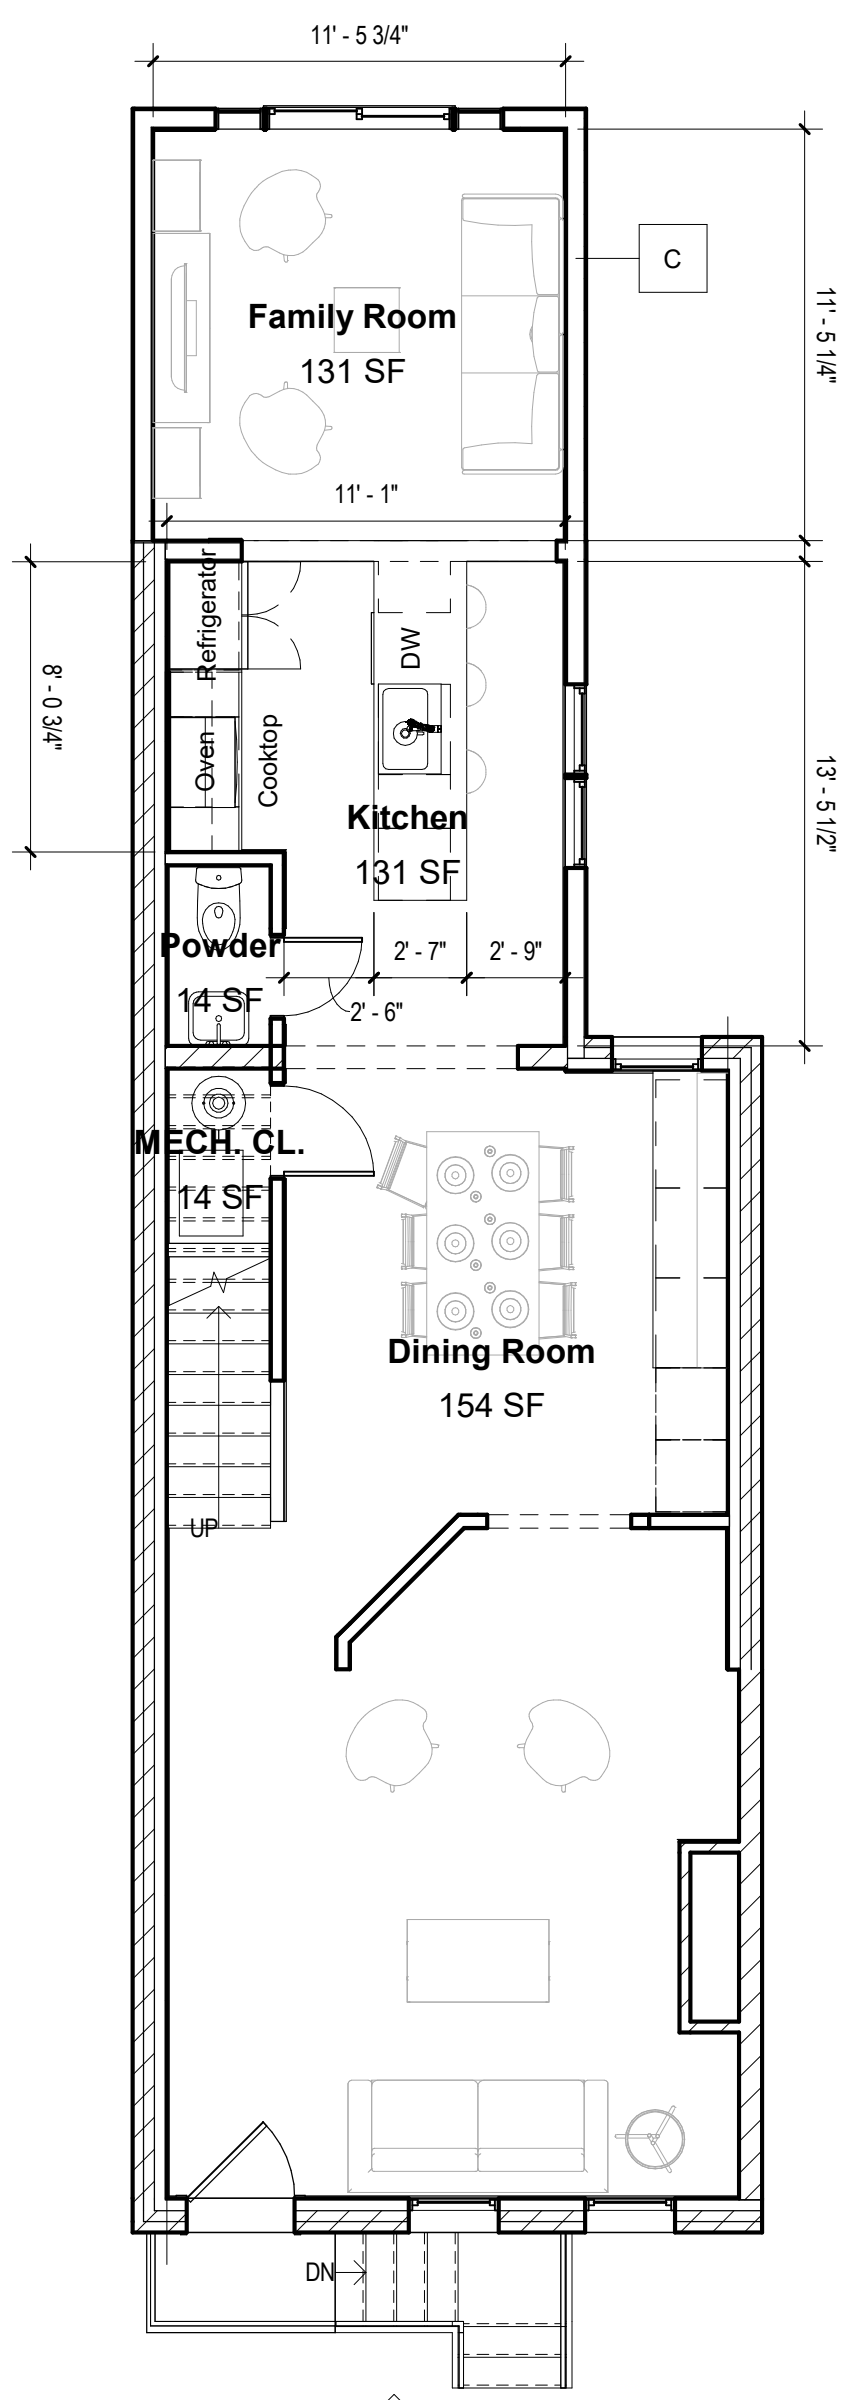 11' - 5 3/4"
C
11' - 5 1/4"
Family Room
131 SF
11' - 1"
Refrigerator
DW
8' - 0 3/4"
Oven
Cooktop
13' - 5 1/2"
Kitchen
131 SF
Powder
14 SF
2' - 7"
2' - 9"
2' - 6"
MECH. CL.
14 SF
Dining Room
154 SF
UP
DN